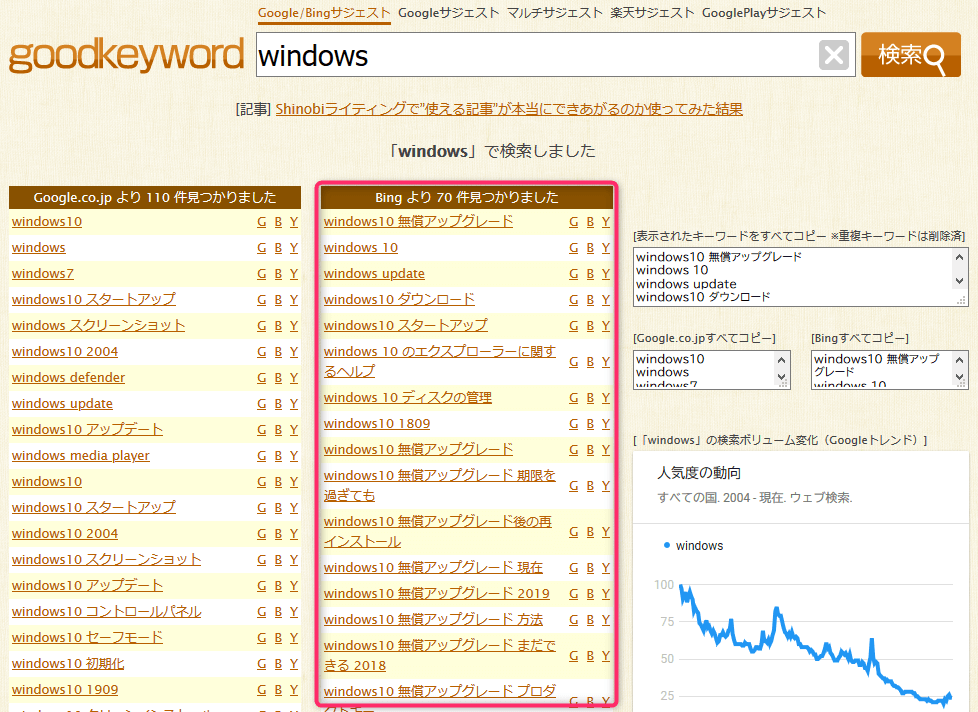 Google/Bingサジェスト Googleサジェスト マルチサジェスト 楽天サジェスト GooglePlayサジェスト
goodkeyword
windows
検索
[記事] Shinobiライティングで”使える記事”が本当にできあがるのか使ってみた結果
「windows」で検索しました
Google.co.jp より 110 件見つかりました
windows10 G B Y
windows G B Y
windows7 G B Y
windows10 スタートアップ G B Y
windows スクリーンショット G B Y
windows10 2004 G B Y
windows defender G B Y
windows update G B Y
windows10 アップデート G B Y
windows media player G B Y
windows10 G B Y
windows10 スタートアップ G B Y
windows10 2004 G B Y
windows10 スクリーンショット G B Y
windows10 アップデート G B Y
windows10 コントロールパネル G B Y
windows10 セーフモード G B Y
windows10 初期化 G B Y
windows10 1909 G B Y
Bing より 70 件見つかりました
windows10 無償アップグレード G B Y
windows 10 G B Y
windows update G B Y
windows10 ダウンロード G B Y
windows10 スタートアップ G B Y
windows 10 のエクスプローラーに関す
るヘルプ G B Y
windows 10 ディスクの管理 G B Y
windows10 1809 G B Y
windows10 無償アップグレード G B Y
windows10 無償アップグレード 期限を
過ぎても G B Y
windows10 無償アップグレード後の再
インストール G B Y
windows10 無償アップグレード 現在 G B Y
windows10 無償アップグレード 2019 G B Y
windows10 無償アップグレード 方法 G B Y
windows10 無償アップグレード まだで
きる 2018 G B Y
windows10 無償アップグレード プロダ
G B Y
[表示されたキーワードをすべてコピー ※重複キーワードは削除済]
windows10 無償アップグレード
windows 10
windows update
windows10 ダウンロード
[Google.co.jpすべてコピー]
windows10
windows
windows7
[Bingすべてコピー]
windows10 無償アップ
グレード
windows 10
[「windows」の検索ボリューム変化（Googleトレンド）]
人気度の動向
すべての国. 2004 - 現在. ウェブ検索.
windows
100
75
50
25